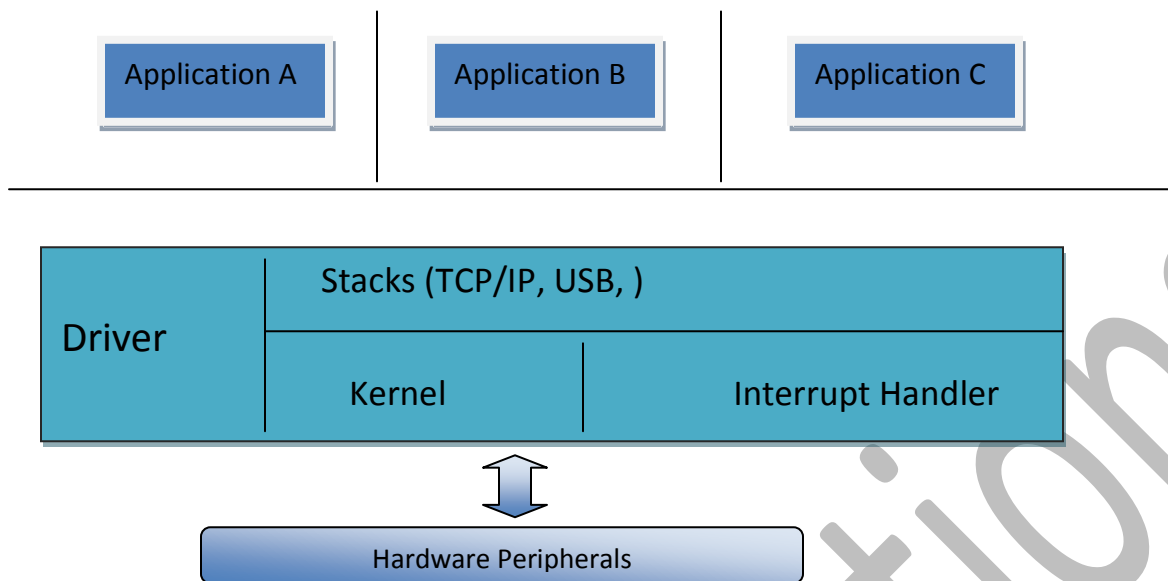 Application A
Application B
Application C
Stacks (TCP/IP, USB, )
Driver
Kernel
Interrupt Handler
Hardware Peripherals